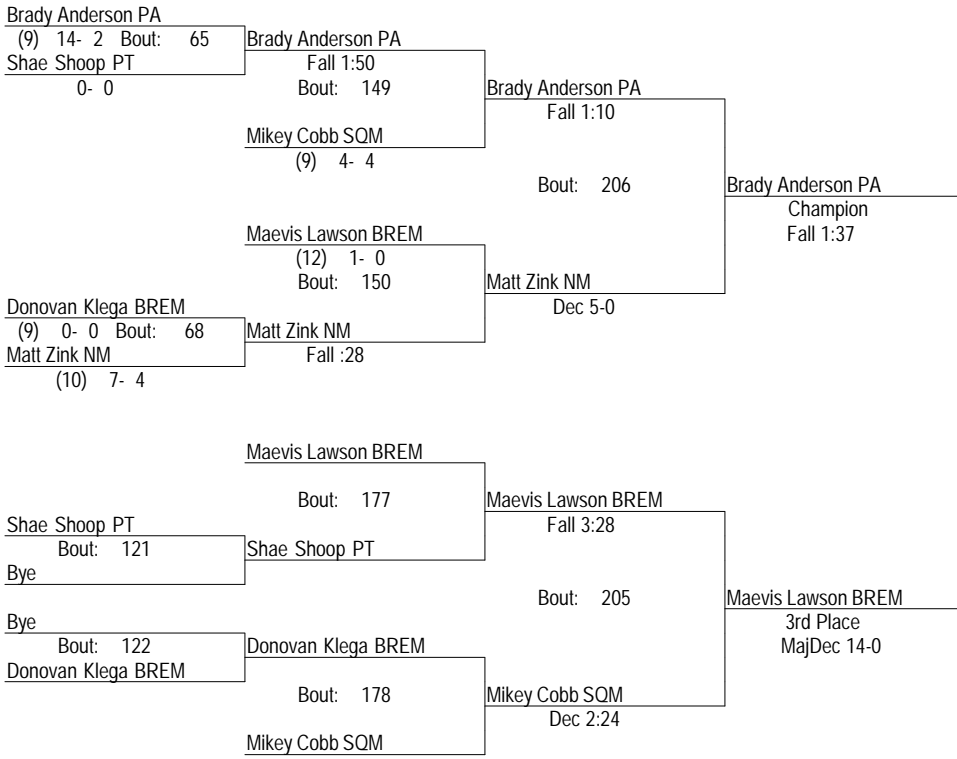 Brady Anderson PA
(9) 14- 2 Bout: 65
Shae Shoop PT
0- 0
Brady Anderson PA
Fall 1:50
Bout: 149
Mikey Cobb SQM
(9) 4- 4
Brady Anderson PA
Fall 1:10
Bout: 206
Brady Anderson PA
Champion
Fall 1:37
Maevis Lawson BREM
(12) 1- 0
Bout: 150
Matt Zink NM
Dec 5-0
Donovan Klega BREM
(9) 0- 0 Bout: 68
Matt Zink NM
(10) 7- 4
Matt Zink NM
Fall :28
Maevis Lawson BREM
Bout: 177
Shae Shoop PT
Bout: 121
Bye
Shae Shoop PT
Maevis Lawson BREM
Fall 3:28
Bout: 205
Maevis Lawson BREM
3rd Place
MajDec 14-0
Bye
Bout: 122
Donovan Klega BREM
Donovan Klega BREM
Bout: 178
Mikey Cobb SQM
Mikey Cobb SQM
Dec 2:24